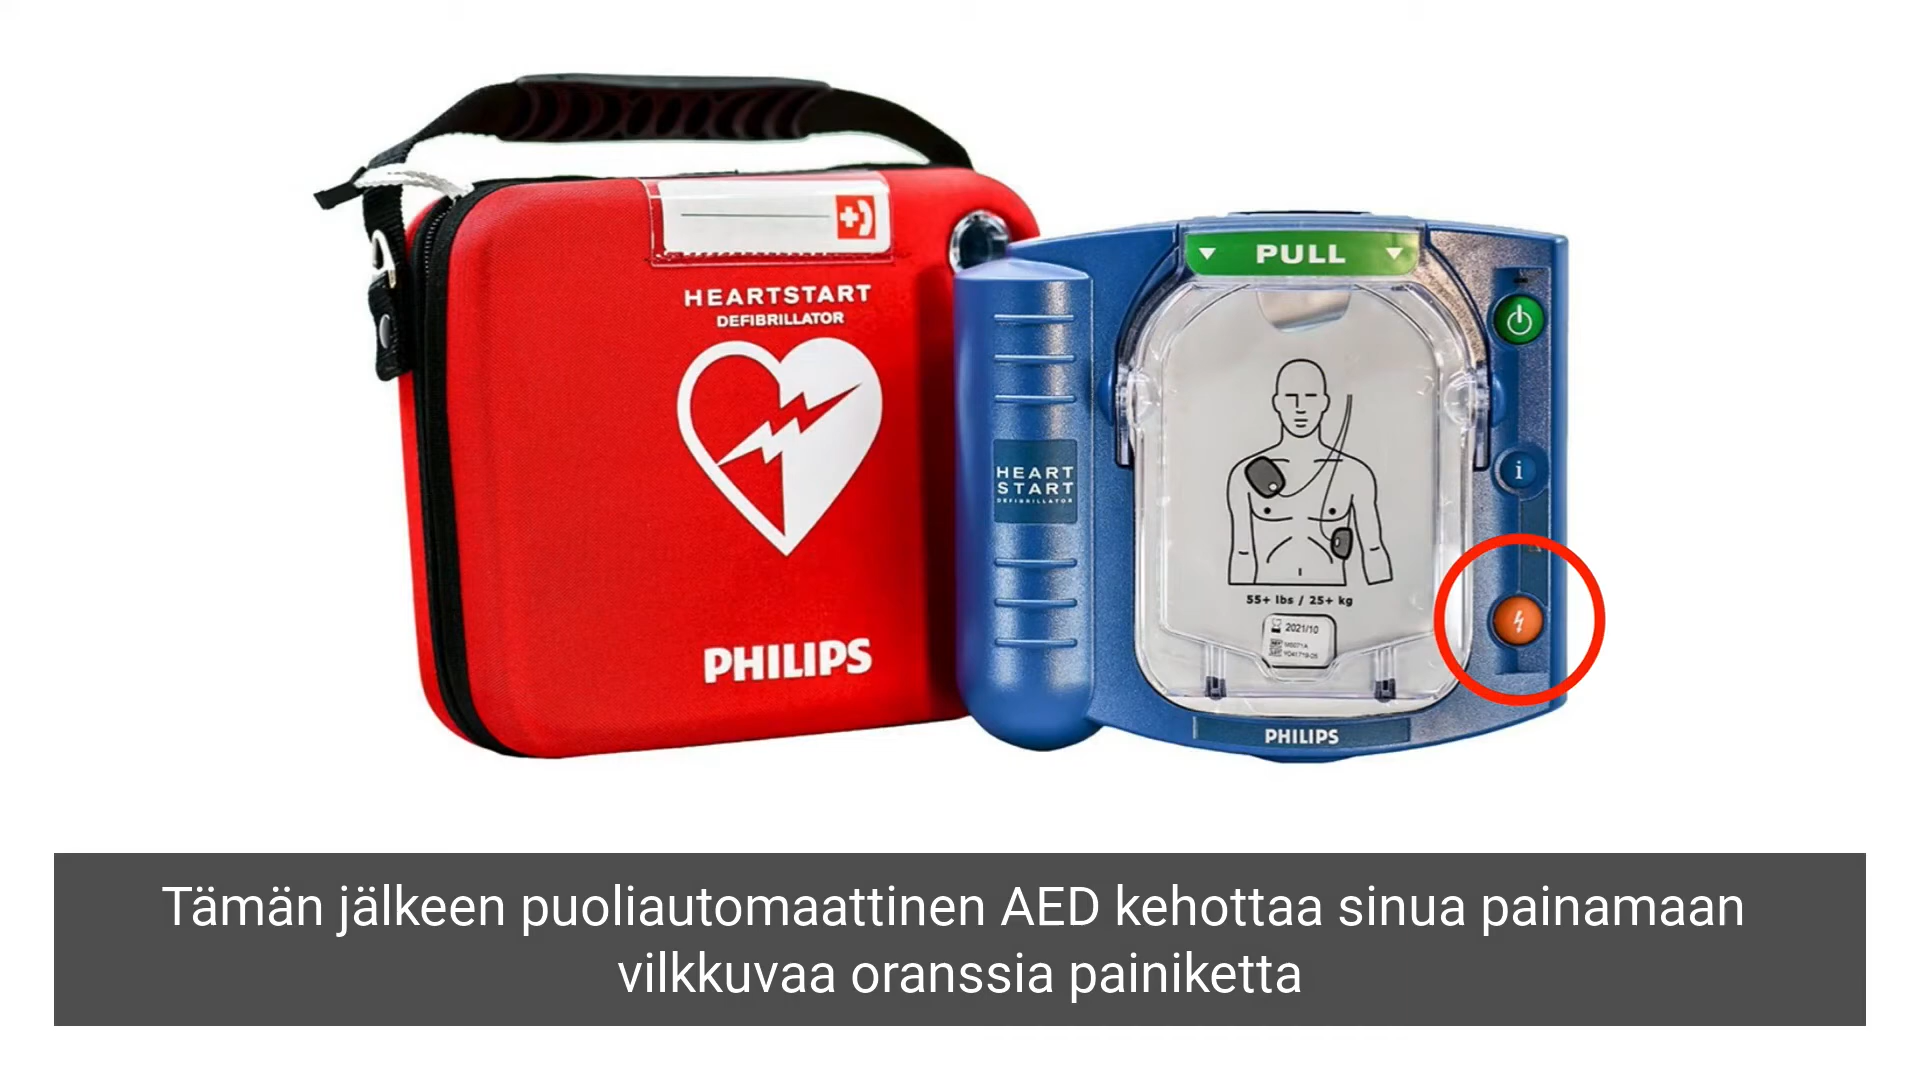 HEARTSTART
DEFIBRILLATOR
PHILIPS
PULL
HEART
START
DEFIBRILLATOR
i
55+ lbs / 25+ kg
2021/10
PHILIPS
Tämän jälkeen puoliautomaattinen AED kehottaa sinua painamaan
vilkkuvaa oranssia painiketta